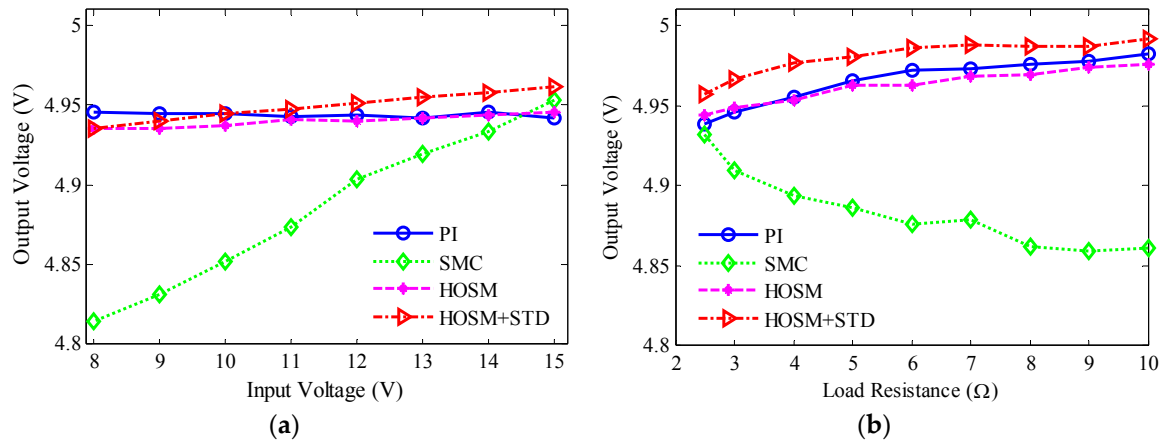 5
4.95
4.9
4.85
4.8
Output Voltage (V)
8 9 10 11 12 13 14 15
Input Voltage (V)
PI
SMC
HOSM
HOSM+STD
(a)
5
4.95
4.9
4.85
4.8
Output Voltage (V)
2 3 4 5 6 7 8 9 10
Load Resistance (Ω)
PI
SMC
HOSM
HOSM+STD
(b)